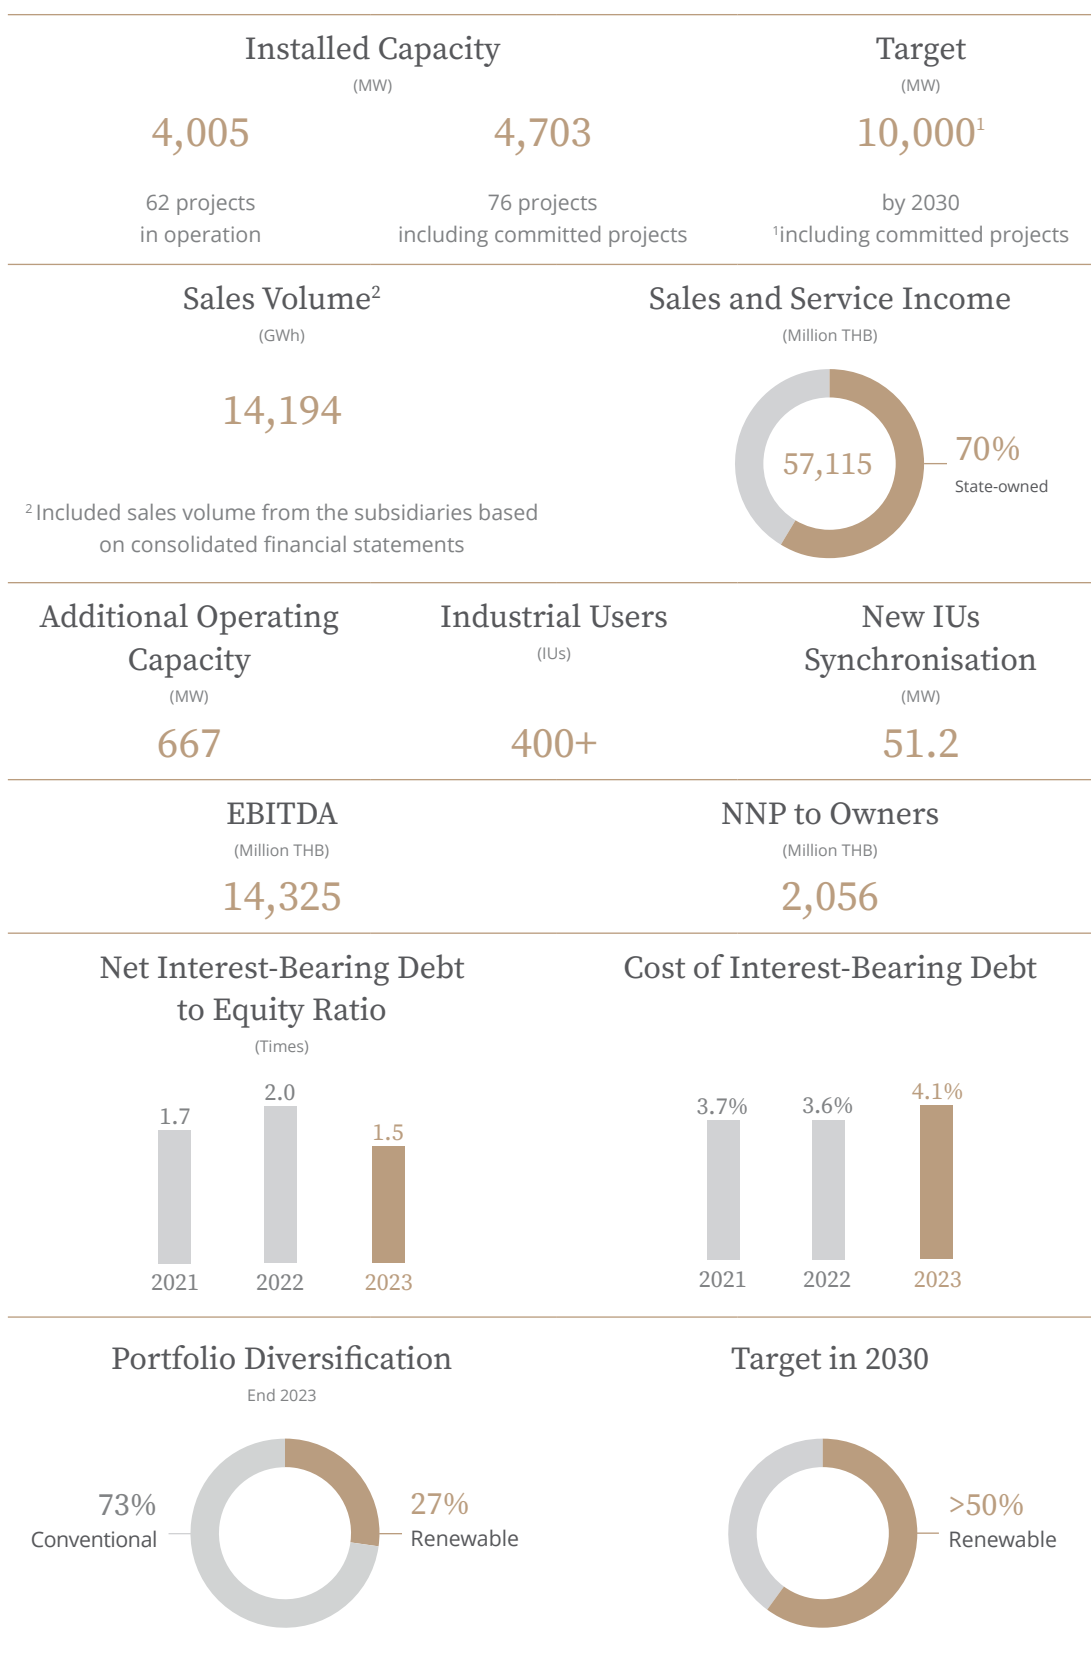 Installed Capacity
(MW)
4,005
62 projects
in operation
4,703
76 projects
including committed projects
Target
(MW)
10,000¹
by 2030
¹including committed projects
Sales Volume²
(GWh)
14,194
² Included sales volume from the subsidiaries based
on consolidated financial statements
Sales and Service Income
(Million THB)
57,115
70%
State-owned
Additional Operating
Capacity
(MW)
667
Industrial Users
(IUs)
400+
New IUs
Synchronisation
(MW)
51.2
EBITDA
(Million THB)
14,325
NNP to Owners
(Million THB)
2,056
Net Interest-Bearing Debt
to Equity Ratio
(Times)
1.7
2.0
1.5
2021
2022
2023
Cost of Interest-Bearing Debt
3.7%
3.6%
4.1%
2021
2022
2023
Portfolio Diversification
End 2023
73%
Conventional
27%
Renewable
Target in 2030
>50%
Renewable